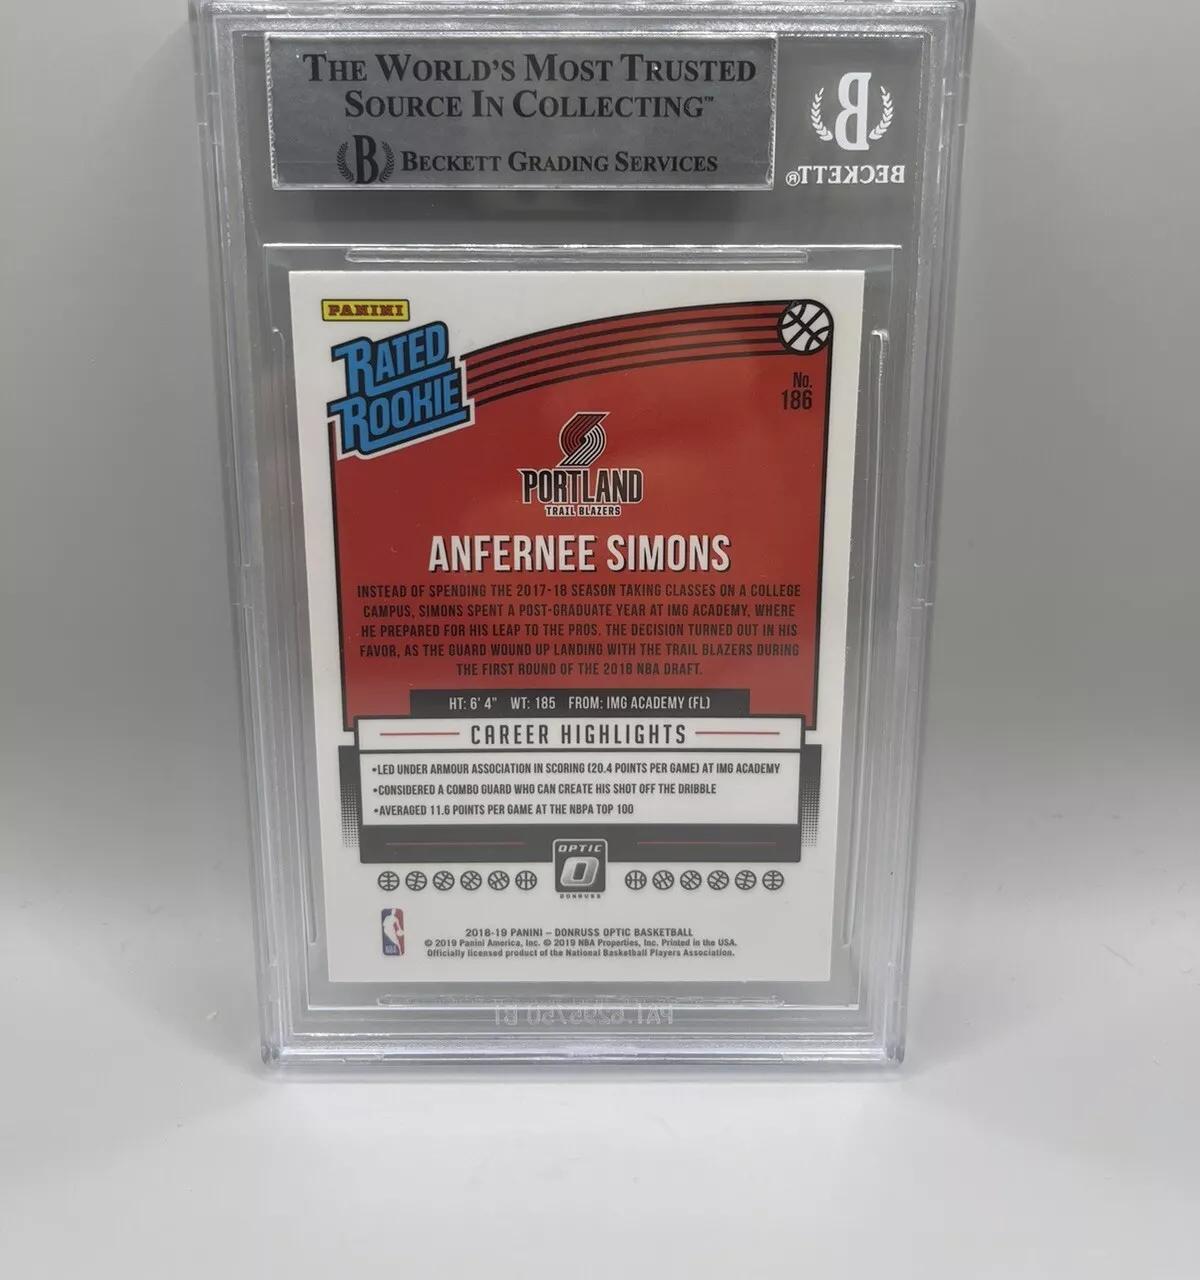 THE WORLD'S MOST TRUSTED
SOURCE IN COLLECTING™
B BECKETT GRADING SERVICES
B
BECKETT®
PANINI
RATED
ROOKIE
No.
186
PORTLAND
TRAIL BLAZERS
ANFERNEE SIMONS
INSTEAD OF SPENDING THE 2017-18 SEASON TAKING CLASSES ON A COLLEGE
CAMPUS, SIMONS SPENT A POST-GRADUATE YEAR AT IMG ACADEMY, WHERE
HE PREPARED FOR HIS LEAP TO THE PROS. THE DECISION TURNED OUT IN HIS
FAVOR, AS THE GUARD WOUND UP LANDING WITH THE TRAIL BLAZERS DURING
THE FIRST ROUND OF THE 2018 NBA DRAFT.
HT: 6' 4" WT: 185 FROM: IMG ACADEMY (FL)
CAREER HIGHLIGHTS
•LED UNDER ARMOUR ASSOCIATION IN SCORING (20.4 POINTS PER GAME) AT IMG ACADEMY
•CONSIDERED A COMBO GUARD WHO CAN CREATE HIS SHOT OFF THE DRIBBLE
•AVERAGED 11.6 POINTS PER GAME AT THE NBPA TOP 100
OPTIC
O
DONRUSS
NBA
2018-19 PANINI – DONRUSS OPTIC BASKETBALL
© 2019 Panini America, Inc. © 2019 NBA Properties, Inc. Printed in the USA.
Officially licensed product of the National Basketball Players Association.